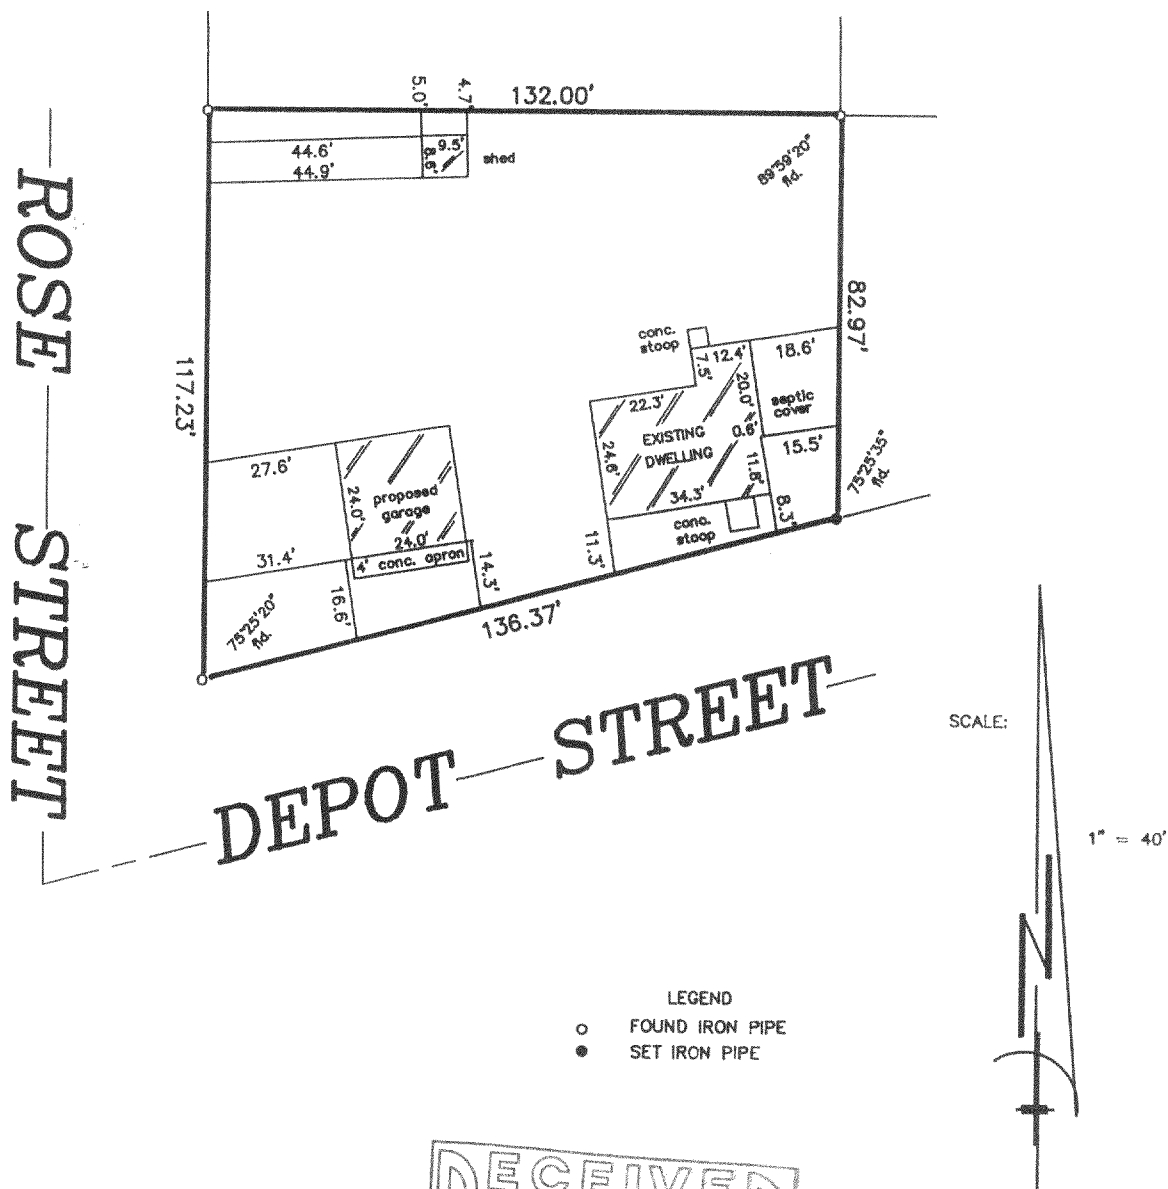 5.0'
4.7'
132.00'
44.6'
44.9'
8.6'
9.5'
shed
89°59'20"
fld.
ROSE STREET
117.23'
82.97'
conc.
stoop
7.5'
12.4'
18.6'
20.0'
septic
cover
22.3'
EXISTING
DWELLING
0.6'
15.5'
24.6'
11.8'
34.3'
75°25'35"
fld.
27.6'
24.0'
proposed
garage
24.0'
conc.
stoop
8.3'
11.3'
31.4'
4' conc. apron
14.3'
16.6'
75°25'20"
fld.
136.37'
DEPOT STREET
SCALE:
1" = 40'
N
LEGEND
FOUND IRON PIPE
SET IRON PIPE
RECEIVED